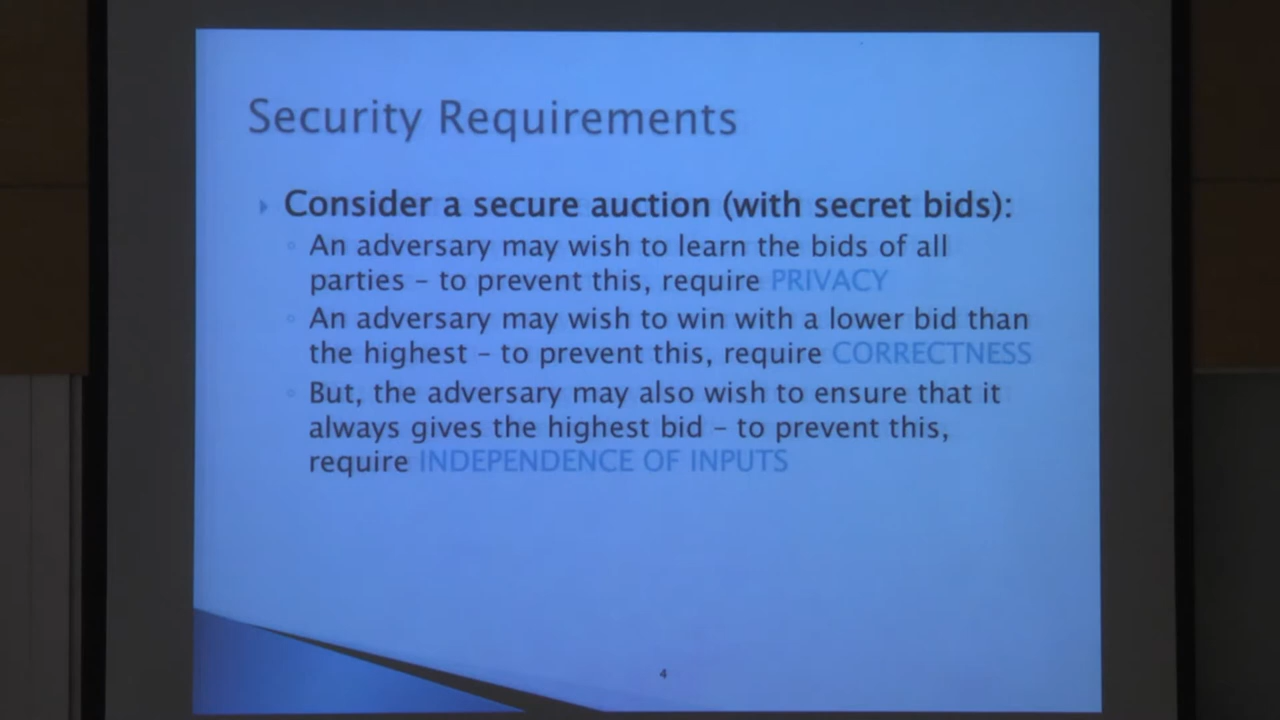 Security Requirements
Consider a secure auction (with secret bids):
An adversary may wish to learn the bids of all
parties – to prevent this, require PRIVACY
An adversary may wish to win with a lower bid than
the highest – to prevent this, require CORRECTNESS
But, the adversary may also wish to ensure that it
always gives the highest bid – to prevent this,
require INDEPENDENCE OF INPUTS
4